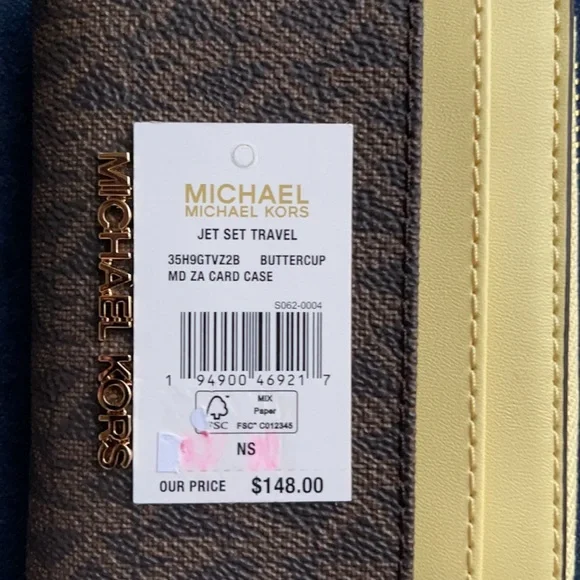 MICHAEL
MICHAEL KORS
JET SET TRAVEL
35H9GTVZ2B BUTTERCUP
MD ZA CARD CASE
S062-0004
1 94900 46921 7
FSC
MIX
Paper
FSC™ C012345
NS
OUR PRICE $148.00
MICHAEL KORS